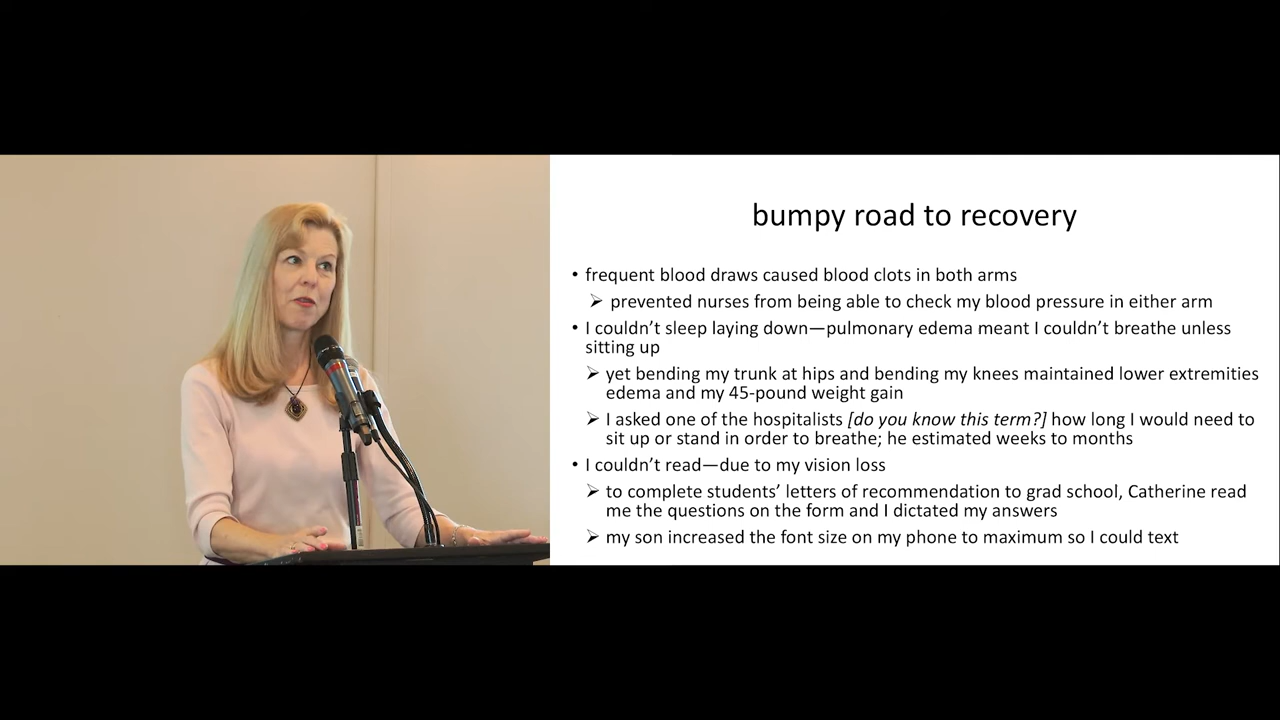 bumpy road to recovery
• frequent blood draws caused blood clots in both arms
➢ prevented nurses from being able to check my blood pressure in either arm
• I couldn’t sleep laying down—pulmonary edema meant I couldn’t breathe unless
sitting up
➢ yet bending my trunk at hips and bending my knees maintained lower extremities
edema and my 45-pound weight gain
➢ I asked one of the hospitalists [do you know this term?] how long I would need to
sit up or stand in order to breathe; he estimated weeks to months
• I couldn’t read—due to my vision loss
➢ to complete students’ letters of recommendation to grad school, Catherine read
me the questions on the form and I dictated my answers
➢ my son increased the font size on my phone to maximum so I could text